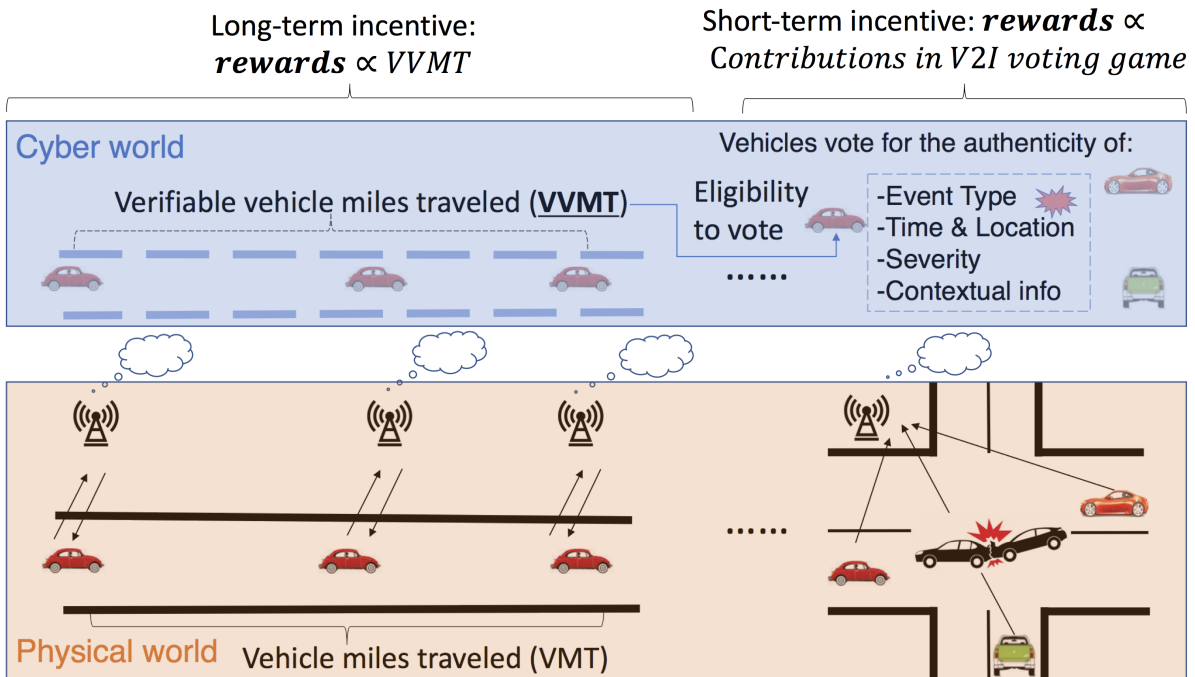 Long-term incentive:
rewards ∝ VVMT
Short-term incentive: rewards ∝
Contributions in V2I voting game
Cyber world
Verifiable vehicle miles traveled (VVMT)
Eligibility
to vote
......
Vehicles vote for the authenticity of:
-Event Type
-Time & Location
-Severity
-Contextual info
......
Physical world
Vehicle miles traveled (VMT)